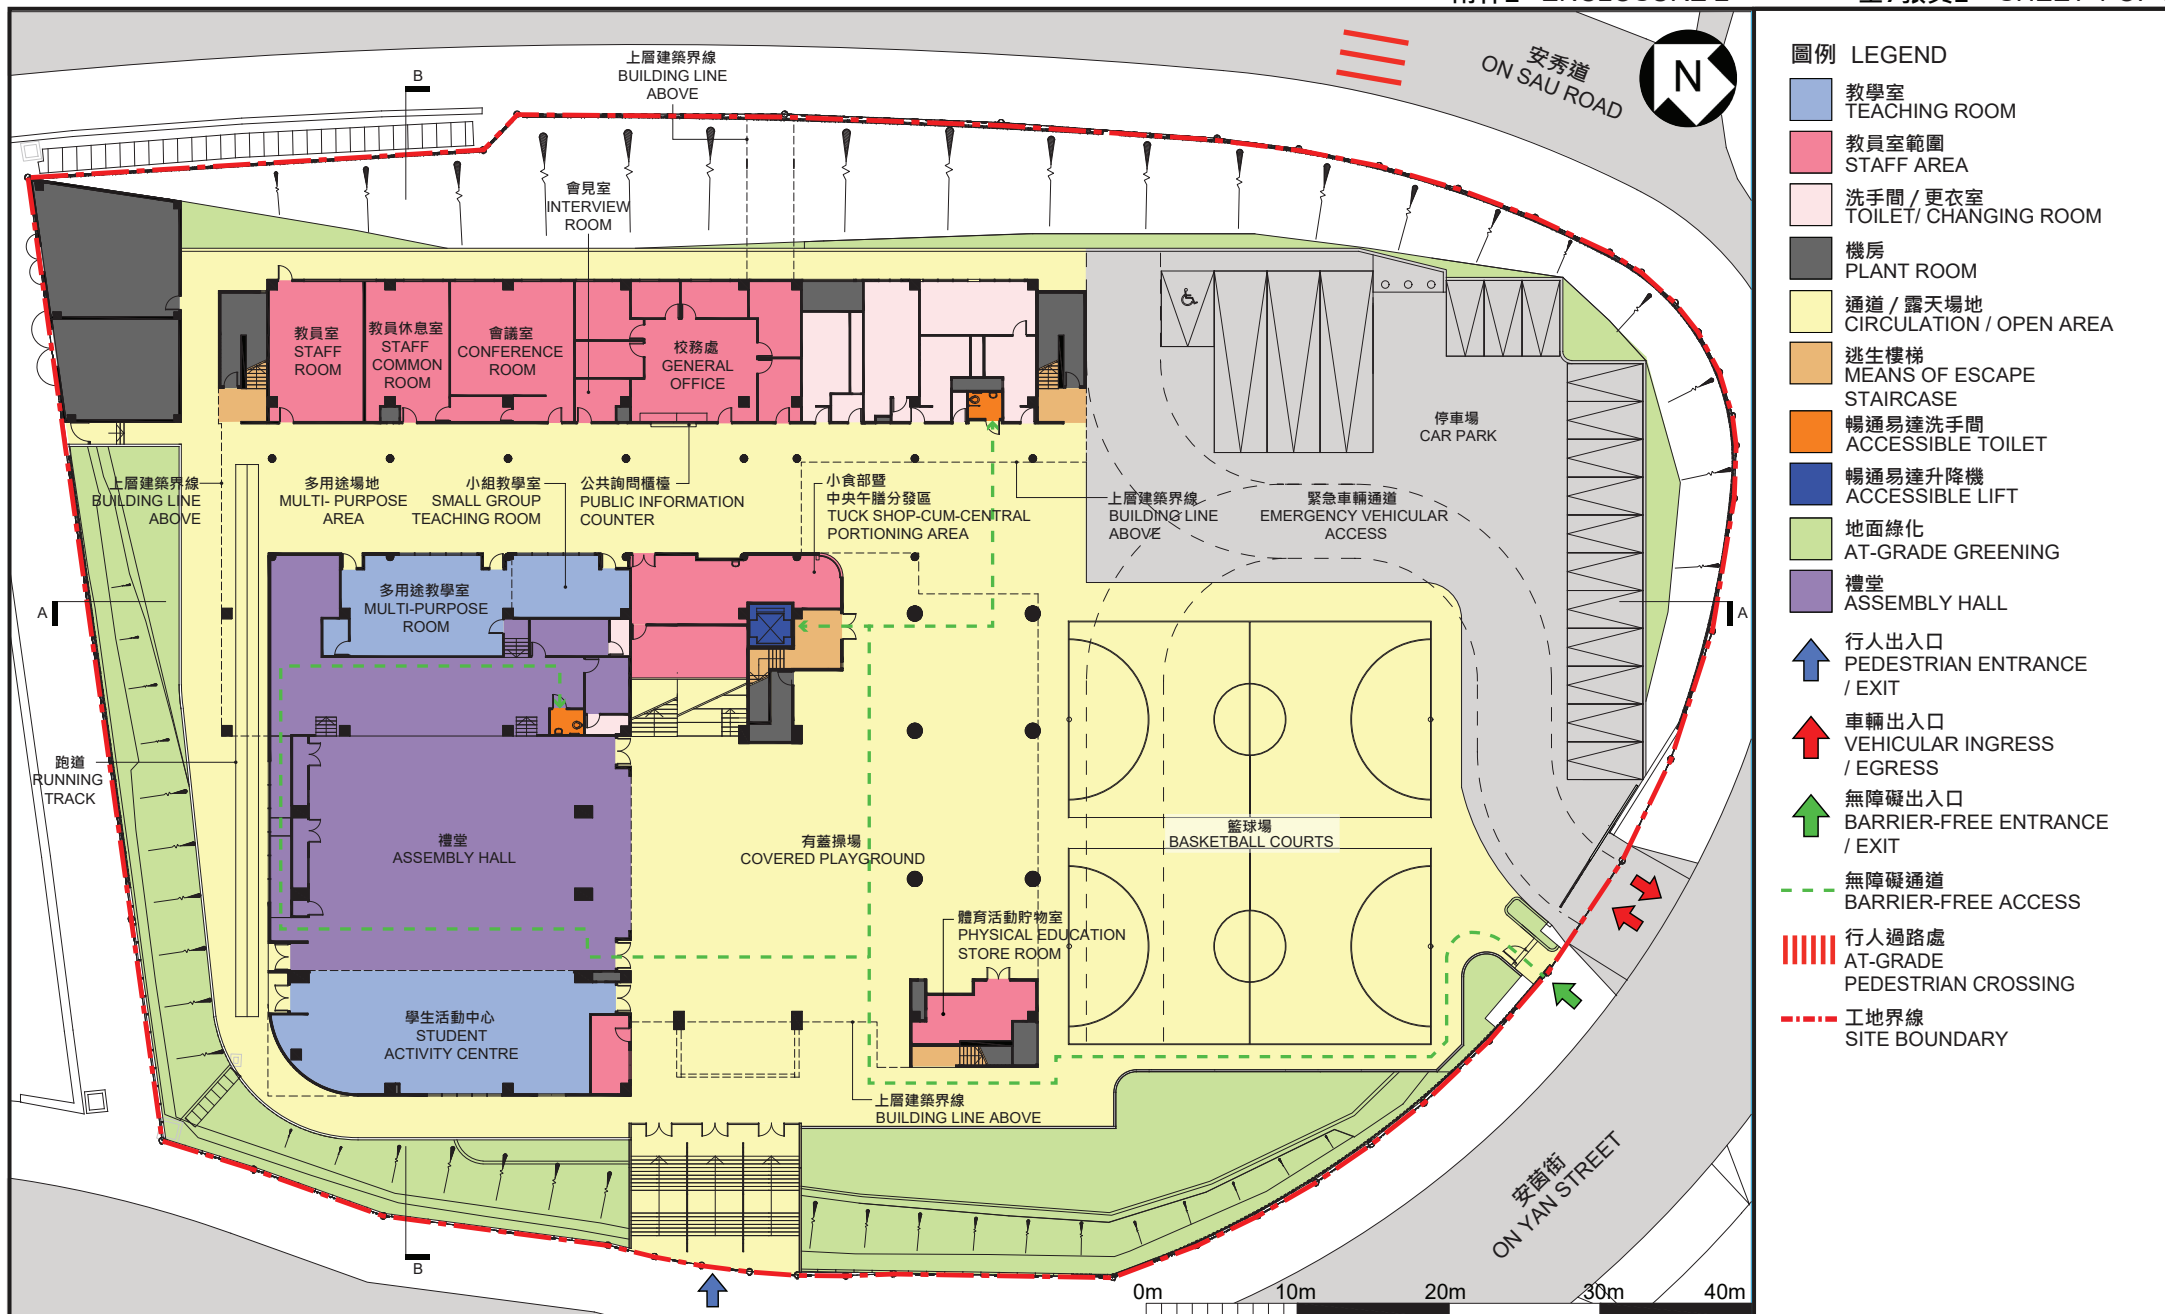 上層建築界線
BUILDING LINE
ABOVE
B
安秀道
ON SAU ROAD
N
會見室
INTERVIEW
ROOM
教員室
STAFF
ROOM
教員休息室
STAFF
COMMON
ROOM
會議室
CONFERENCE
ROOM
校務處
GENERAL
OFFICE
停車場
CAR PARK
上層建築界線
BUILDING LINE
ABOVE
多用途場地
MULTI- PURPOSE
AREA
小組教學室
SMALL GROUP
TEACHING ROOM
公共詢問櫃檯
PUBLIC INFORMATION
COUNTER
小食部暨
中央午膳分發區
TUCK SHOP-CUM-CENTRAL
PORTIONING AREA
上層建築界線
BUILDING LINE
ABOVE
緊急車輛通道
EMERGENCY VEHICULAR
ACCESS
多用途教學室
MULTI-PURPOSE
ROOM
A
A
跑道
RUNNING
TRACK
禮堂
ASSEMBLY HALL
有蓋操場
COVERED PLAYGROUND
籃球場
BASKETBALL COURTS
體育活動貯物室
PHYSICAL EDUCATION
STORE ROOM
學生活動中心
STUDENT
ACTIVITY CENTRE
上層建築界線
BUILDING LINE ABOVE
安茵街
ON YAN STREET
B
0m 10m 20m 30m 40m
圖例 LEGEND
教學室
TEACHING ROOM
教員室範圍
STAFF AREA
洗手間 / 更衣室
TOILET/ CHANGING ROOM
機房
PLANT ROOM
通道 / 露天場地
CIRCULATION / OPEN AREA
逃生樓梯
MEANS OF ESCAPE
STAIRCASE
暢通易達洗手間
ACCESSIBLE TOILET
暢通易達升降機
ACCESSIBLE LIFT
地面綠化
AT-GRADE GREENING
禮堂
ASSEMBLY HALL
行人出入口
PEDESTRIAN ENTRANCE
/ EXIT
車輛出入口
VEHICULAR INGRESS
/ EGRESS
無障礙出入口
BARRIER-FREE ENTRANCE
/ EXIT
無障礙通道
BARRIER-FREE ACCESS
行人過路處
AT-GRADE
PEDESTRIAN CROSSING
工地界線
SITE BOUNDARY